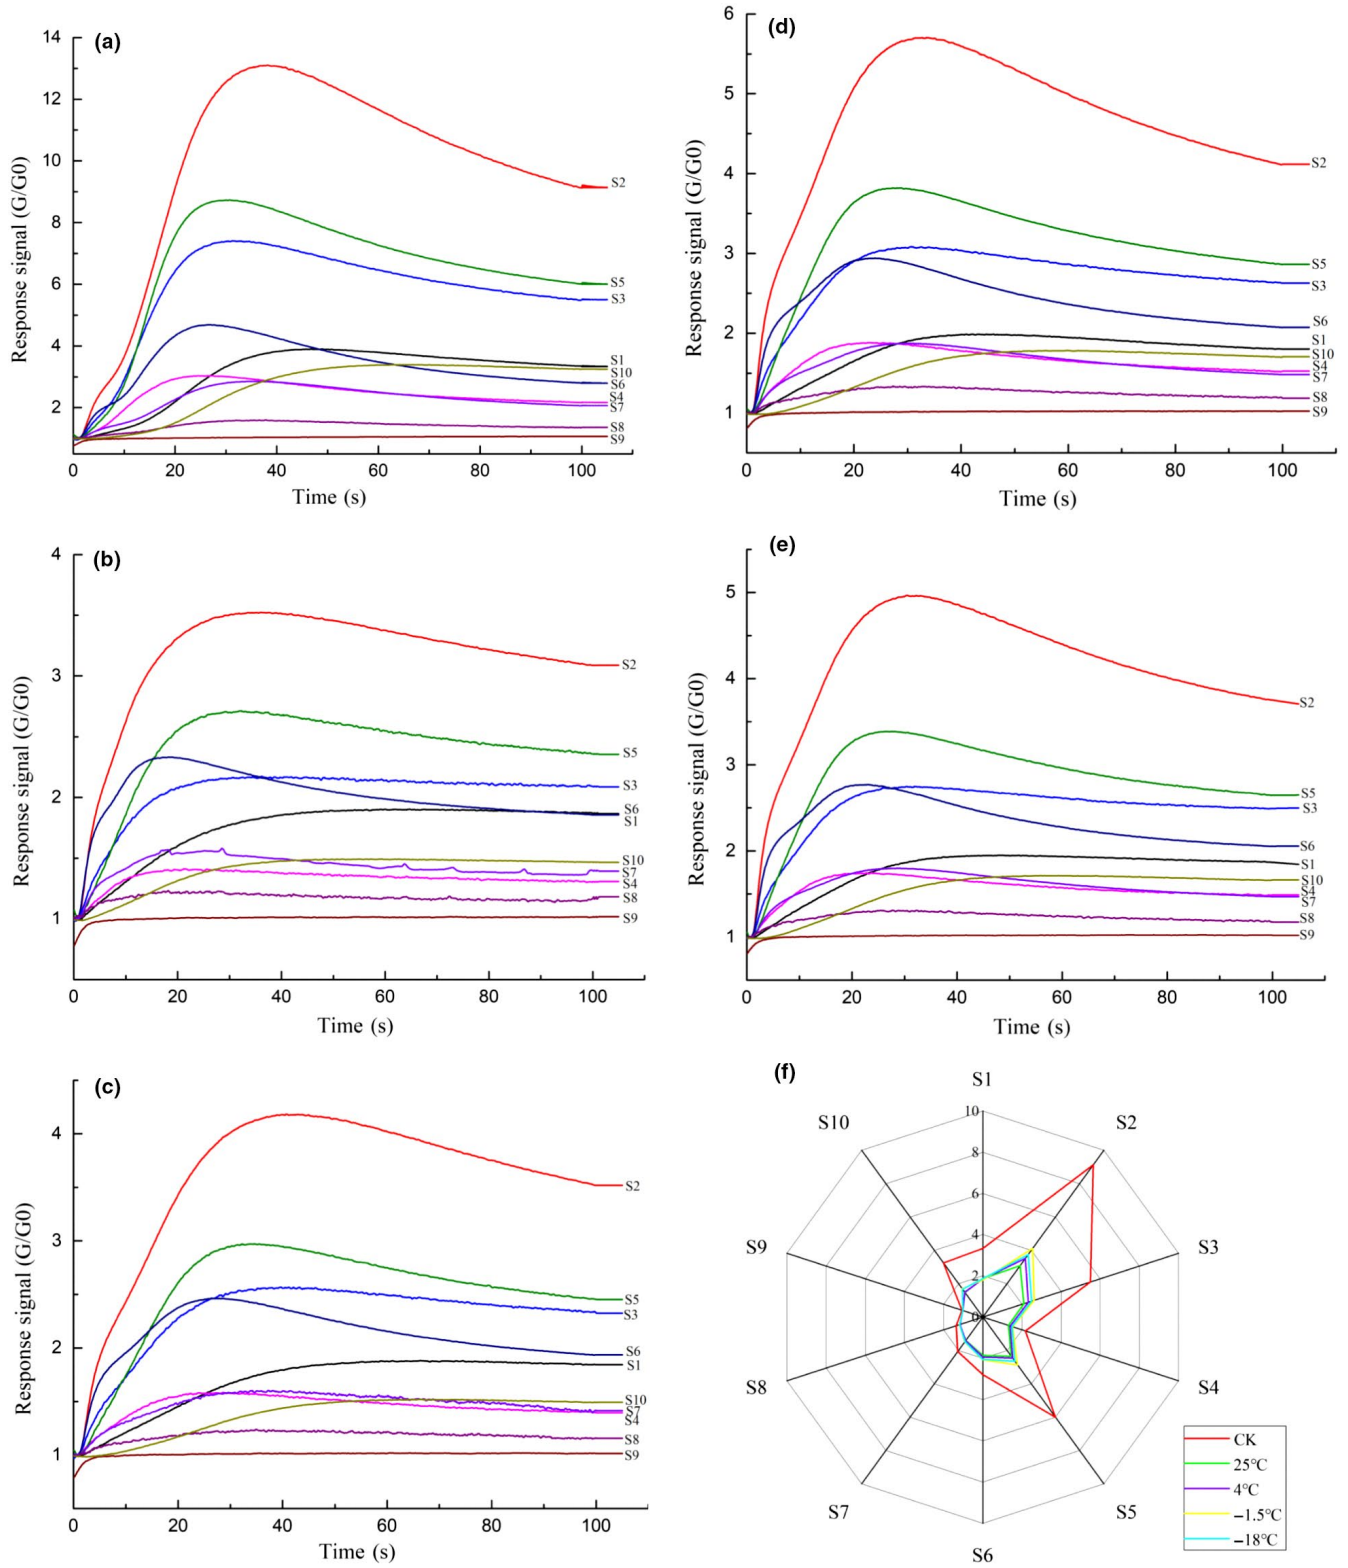 (a)
14
12
10
8
6
4
2
Response signal (G/G0)
S2
S5
S3
S1
S10
S6
S4
S7
S8
S9
0 20 40 60 80 100
Time (s)
(d)
6
5
4
3
2
1
Response signal (G/G0)
S2
S5
S3
S6
S1
S10
S4
S7
S8
S9
0 20 40 60 80 100
Time (s)
(b)
4
3
2
1
Response signal (G/G0)
S2
S5
S3
S6
S1
S10
S7
S4
S8
S9
0 20 40 60 80 100
Time (s)
(e)
5
4
3
2
1
Response signal (G/G0)
S2
S5
S3
S6
S1
S10
S4
S7
S8
S9
0 20 40 60 80 100
Time (s)
(c)
4
3
2
1
Response signal (G/G0)
S2
S5
S3
S6
S1
S10
S7
S4
S8
S9
0 20 40 60 80 100
Time (s)
(f)
S1
S2
S3
S4
S5
S6
S7
S8
S9
S10
10
8
6
4
2
0
CK
25℃
4℃
−1.5℃
−18℃